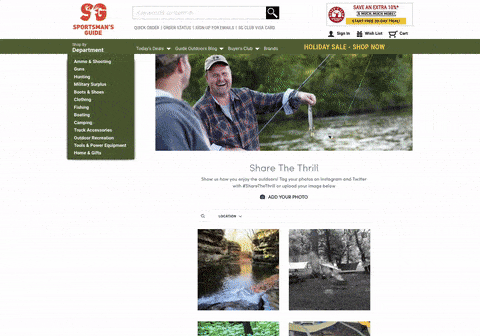 SG
SPORTSMAN'S
GUIDE
QUICK ORDER | ORDER STATUS | SIGN-UP FOR EMAILS | SG CLUB VISA CARD
SAVE AN EXTRA 10%*
& MUCH, MUCH MORE!
START FREE 30-DAY TRIAL!
Sign In
Wish List
Cart
Shop By
Department
Today's Deals
Guide Outdoors Blog
Buyer's Club
Brands
HOLIDAY SALE - SHOP NOW
Ammo & Shooting
Guns
Hunting
Military Surplus
Boots & Shoes
Clothing
Fishing
Boating
Camping
Truck Accessories
Outdoor Recreation
Tools & Power Equipment
Home & Gifts
Share The Thrill
Show us how you enjoy the outdoors! Tag your photos on Instagram and Twitter
with #ShareTheThrill or upload your image below
ADD YOUR PHOTO
LOCATION